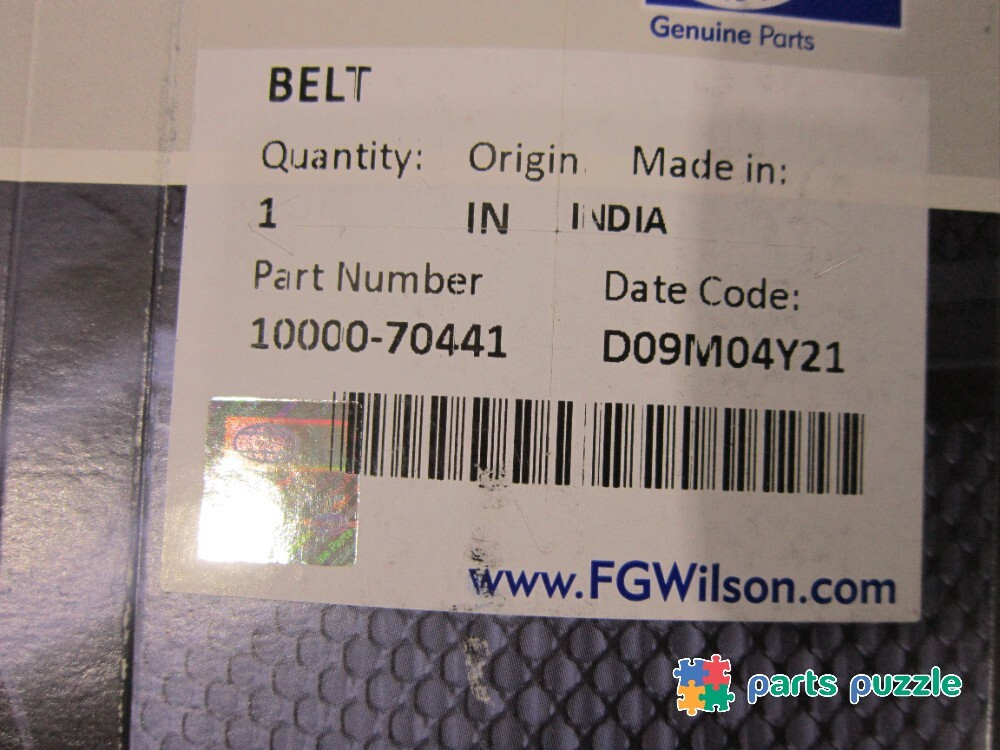 Genuine Parts
BELT
Quantity: Origin. Made in:
1 IN INDIA
Part Number Date Code:
10000-70441 D09M04Y21
www.FGWilson.com
parts puzzle